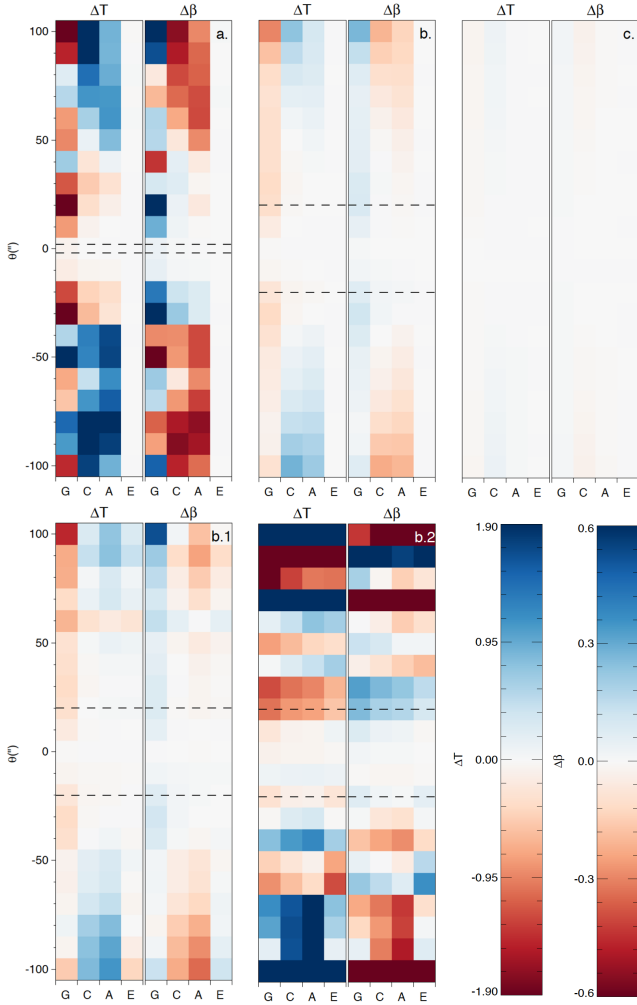 ΔT Δβ ΔT Δβ ΔT Δβ
a. b. c.
100
50
0
-50
-100
θ(")
G C A E G C A E G C A E G C A E G C A E G C A E
ΔT Δβ ΔT Δβ
b.1 b.2
100
50
0
-50
-100
θ(")
G C A E G C A E G C A E G C A E
1.90
0.95
0.00
-0.95
-1.90
ΔT
0.6
0.3
0.0
-0.3
-0.6
Δβ